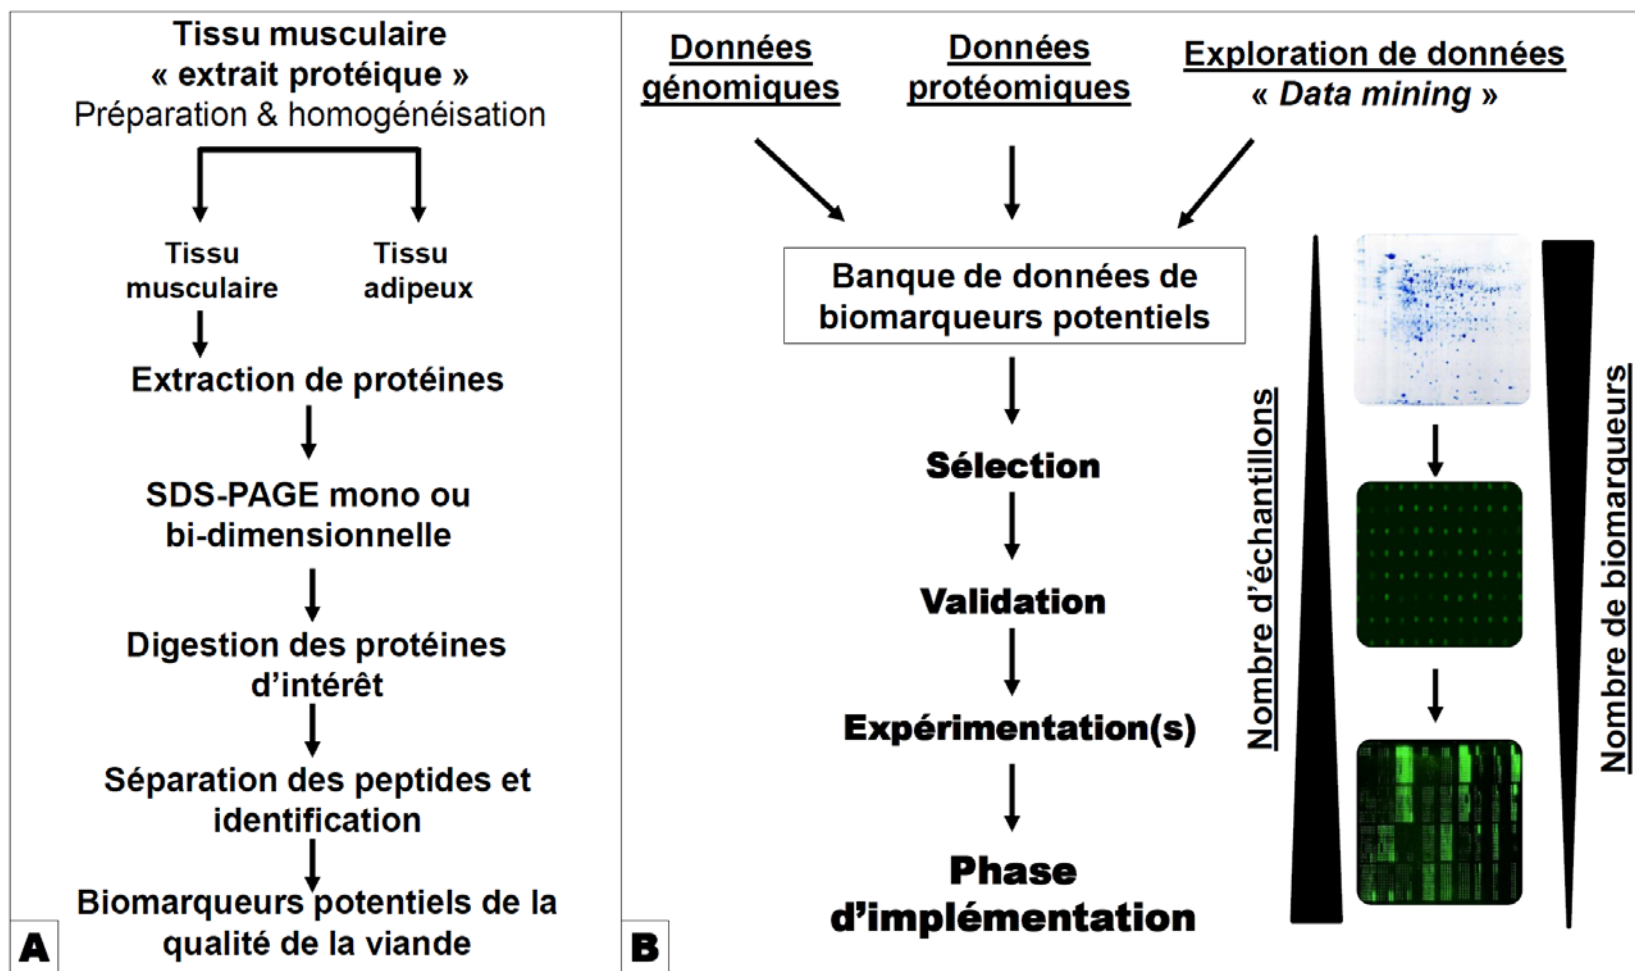 Tissu musculaire
« extrait protéique »
Préparation & homogénéisation
Tissu
musculaire
Tissu
adipeux
Extraction de protéines
SDS-PAGE mono ou
bi-dimensionnelle
Digestion des protéines
d’intérêt
Séparation des peptides et
identification
Biomarqueurs potentiels de la
qualité de la viande
A
Données
génomiques
Données
protéomiques
Exploration de données
« Data mining »
Banque de données de
biomarqueurs potentiels
Sélection
Validation
Expérimentation(s)
Phase
d’implémentation
Nombre d’échantillons
Nombre de biomarqueurs
B